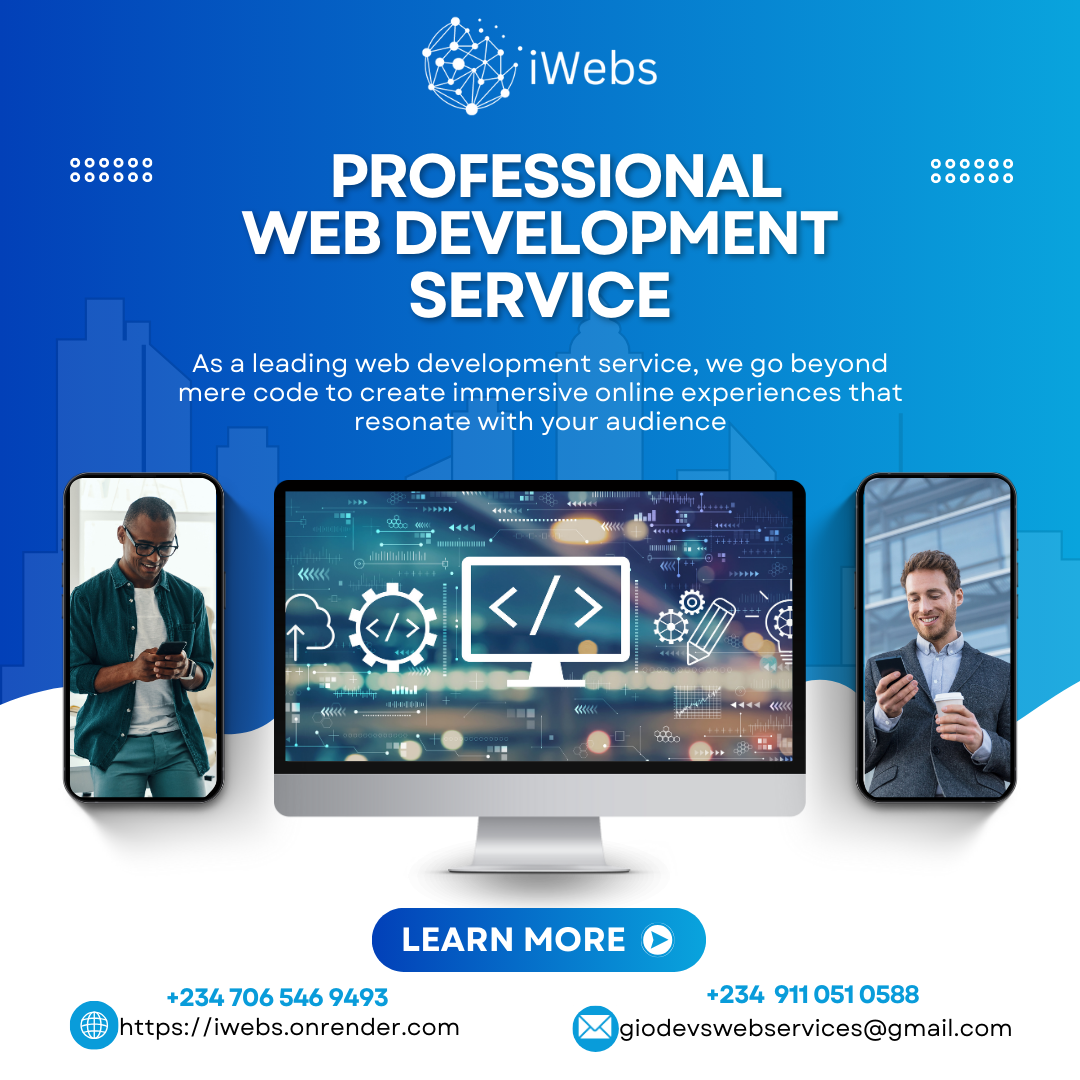 iWebs
PROFESSIONAL
WEB DEVELOPMENT
SERVICE
As a leading web development service, we go beyond
mere code to create immersive online experiences that
resonate with your audience
</>
</>
LEARN MORE
+234 706 546 9493
https://iwebs.onrender.com
+234 911 051 0588
giodevswebservices@gmail.com